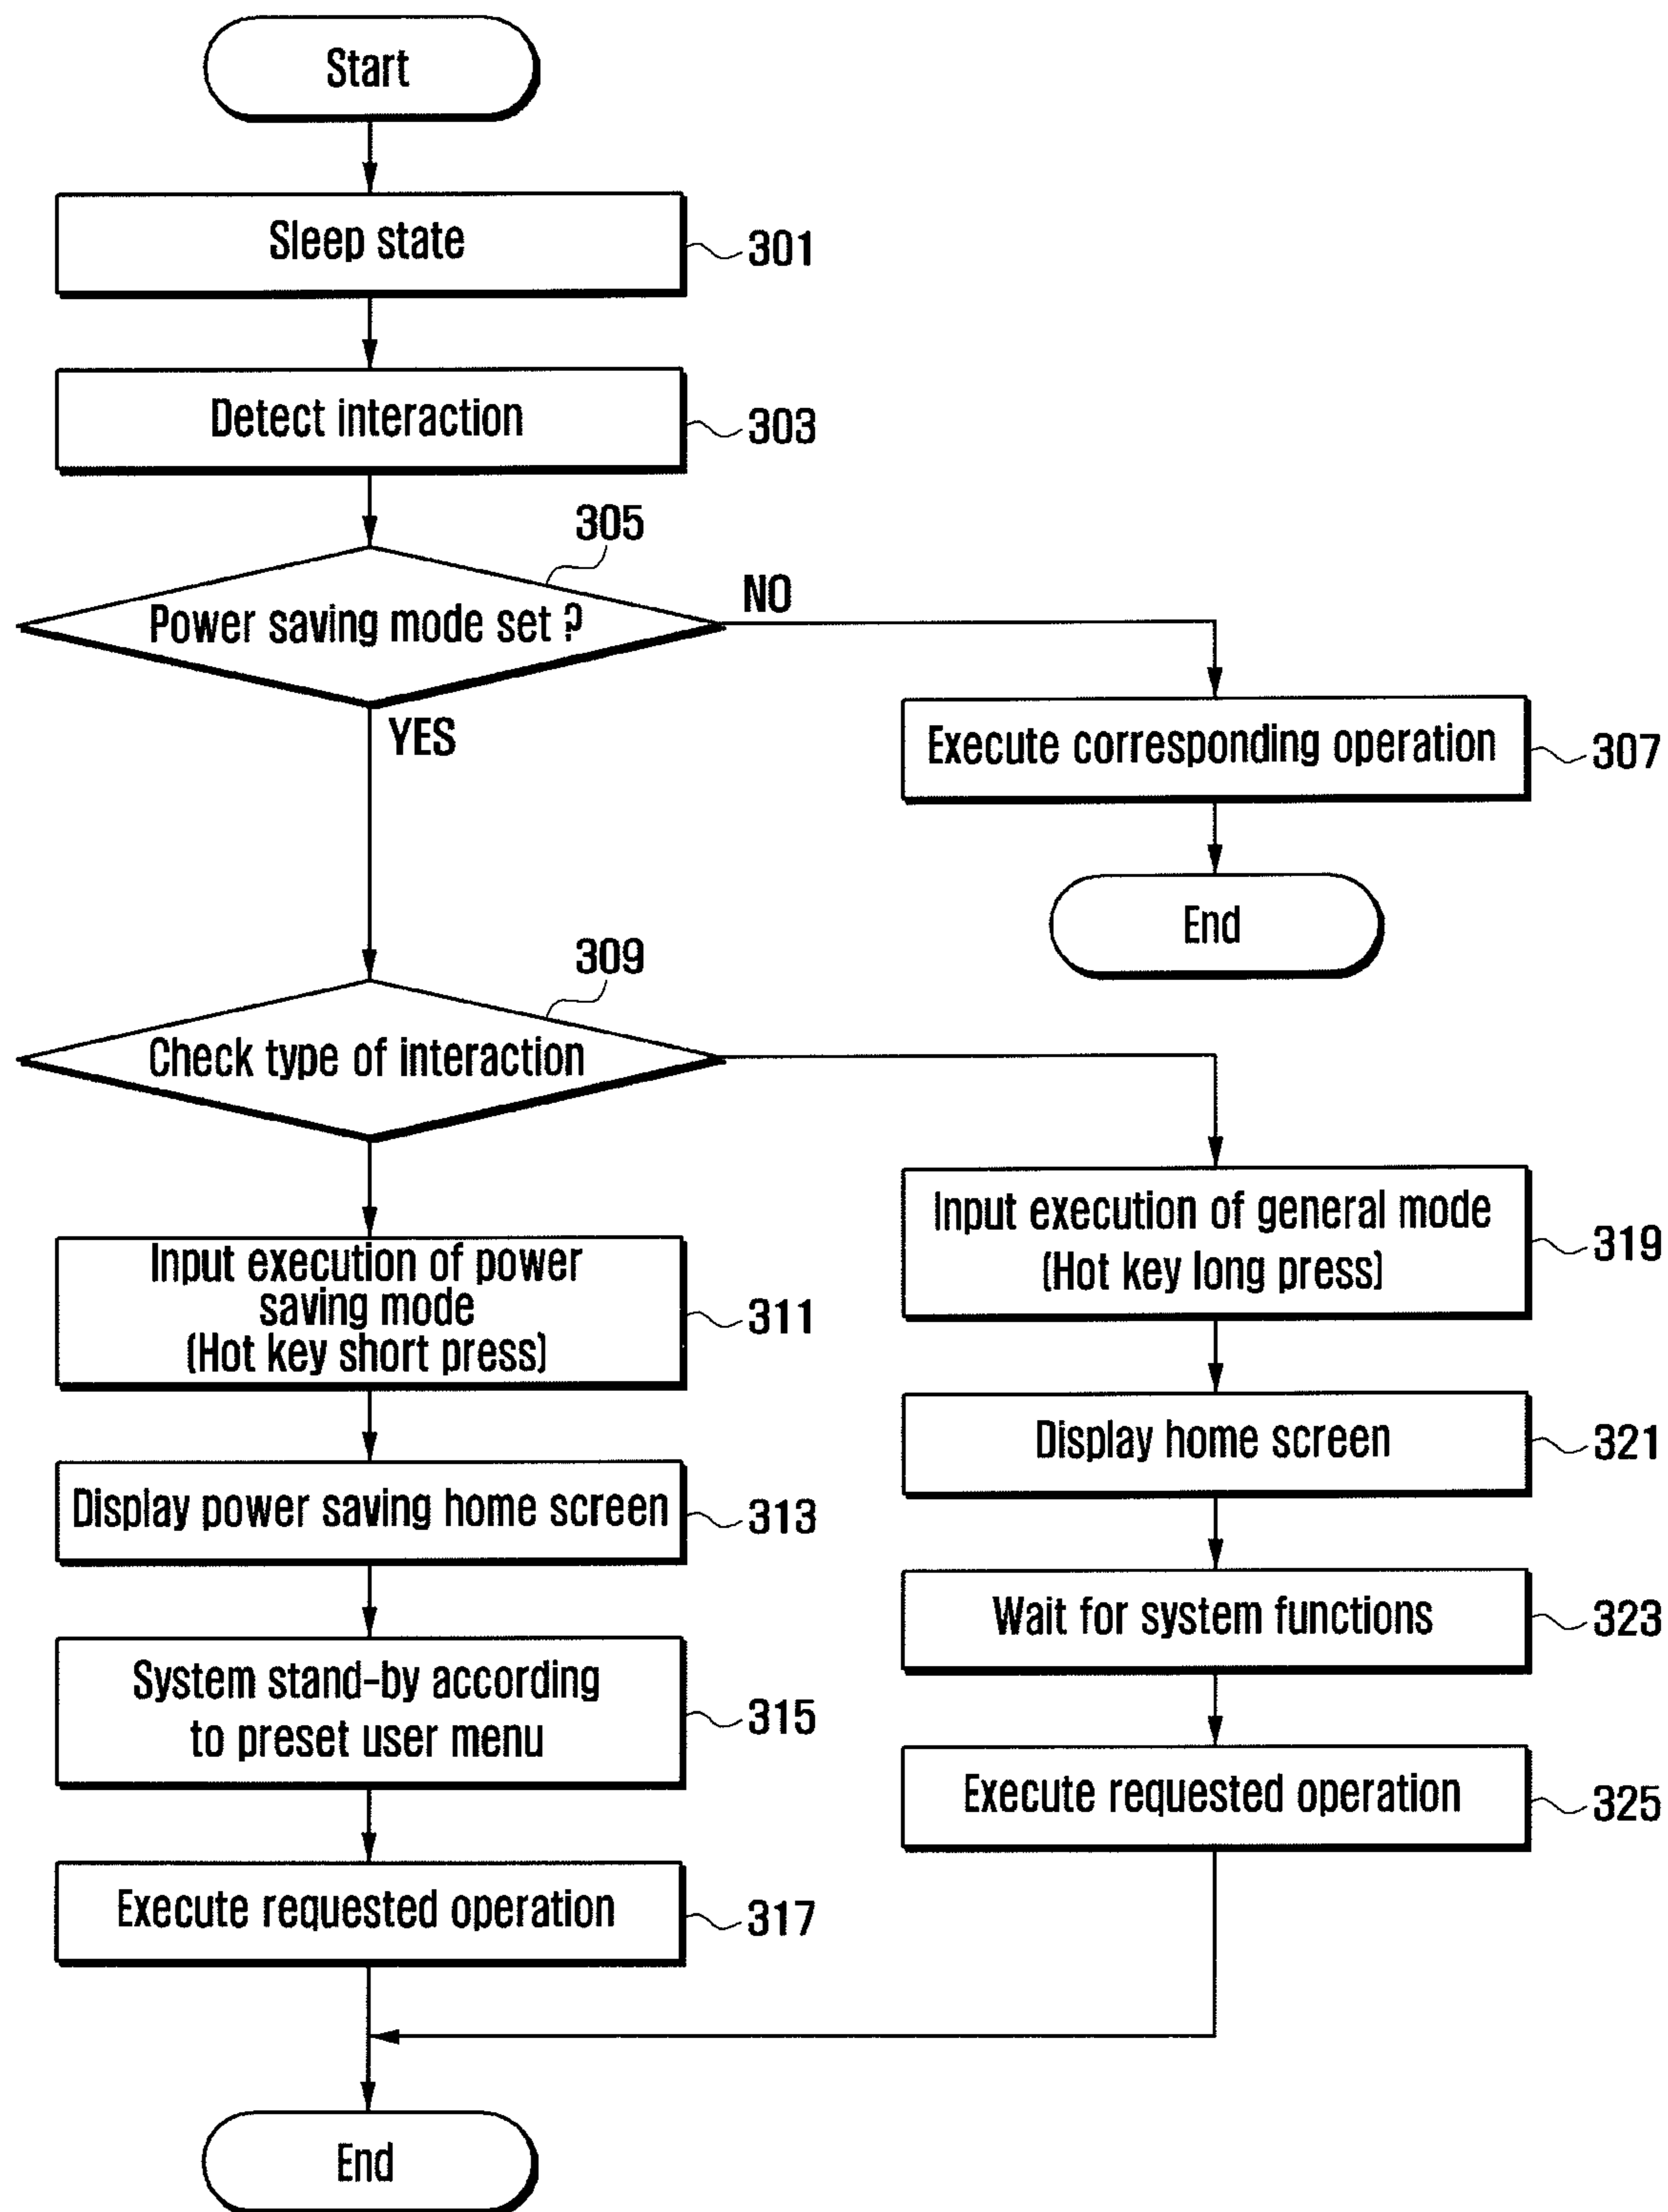 Start
Sleep state
301
Detect interaction
303
305
Power saving mode set ?
NO
YES
Execute corresponding operation
307
End
309
Check type of interaction
Input execution of power
saving mode
(Hot key short press)
311
Display power saving home screen
313
System stand-by according
to preset user menu
315
Execute requested operation
317
Input execution of general mode
(Hot key long press)
319
Display home screen
321
Wait for system functions
323
Execute requested operation
325
End